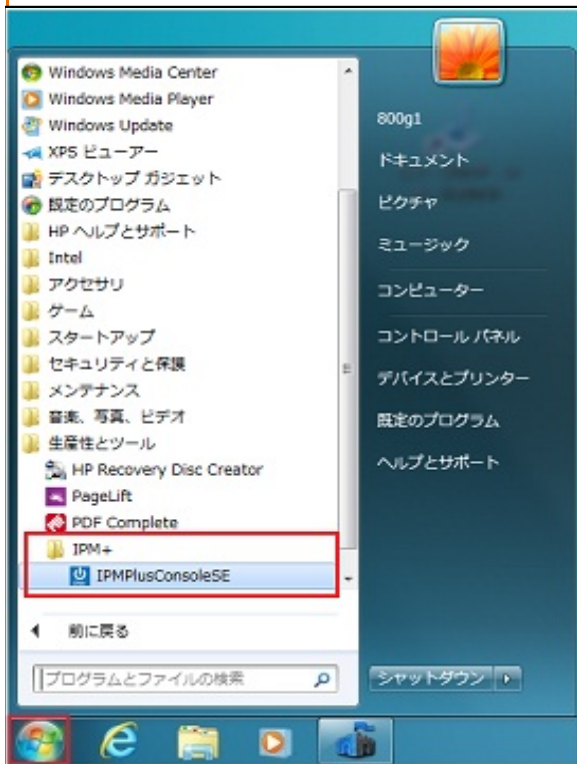 Windows Media Center
Windows Media Player
Windows Update
XPS ビューアー
デスクトップ ガジェット
既定のプログラム
HP ヘルプとサポート
Intel
アクセサリ
ゲーム
スタートアップ
セキュリティと保護
メンテナンス
音楽、写真、ビデオ
生産性とツール
HP Recovery Disc Creator
PageLift
PDF Complete
IPM+
IPMPlusConsoleSE
前に戻る
プログラムとファイルの検索
800g1
ドキュメント
ピクチャ
ミュージック
コンピューター
コントロール パネル
デバイスとプリンター
既定のプログラム
ヘルプとサポート
シャットダウン